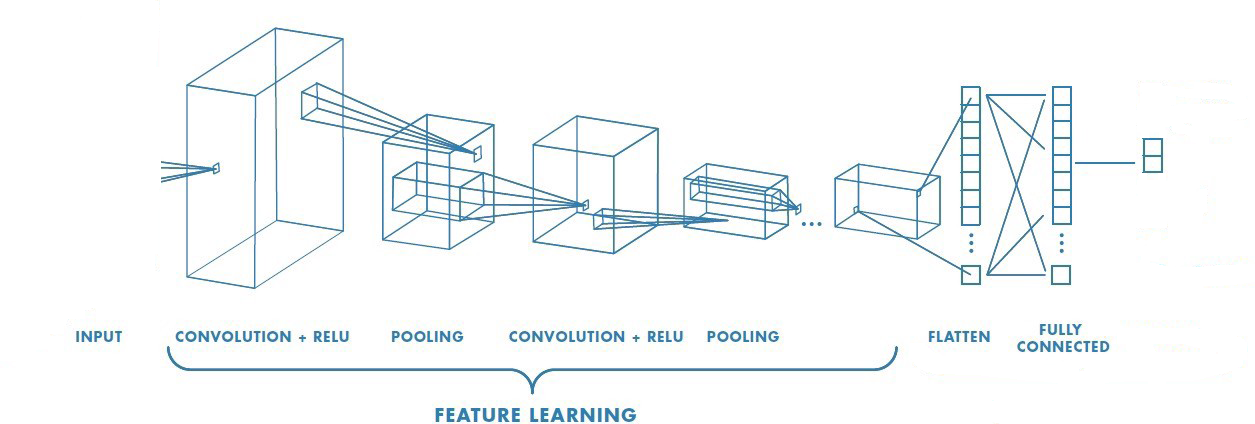 INPUT
CONVOLUTION + RELU
POOLING
CONVOLUTION + RELU
POOLING
FLATTEN
FULLY
CONNECTED
FEATURE LEARNING